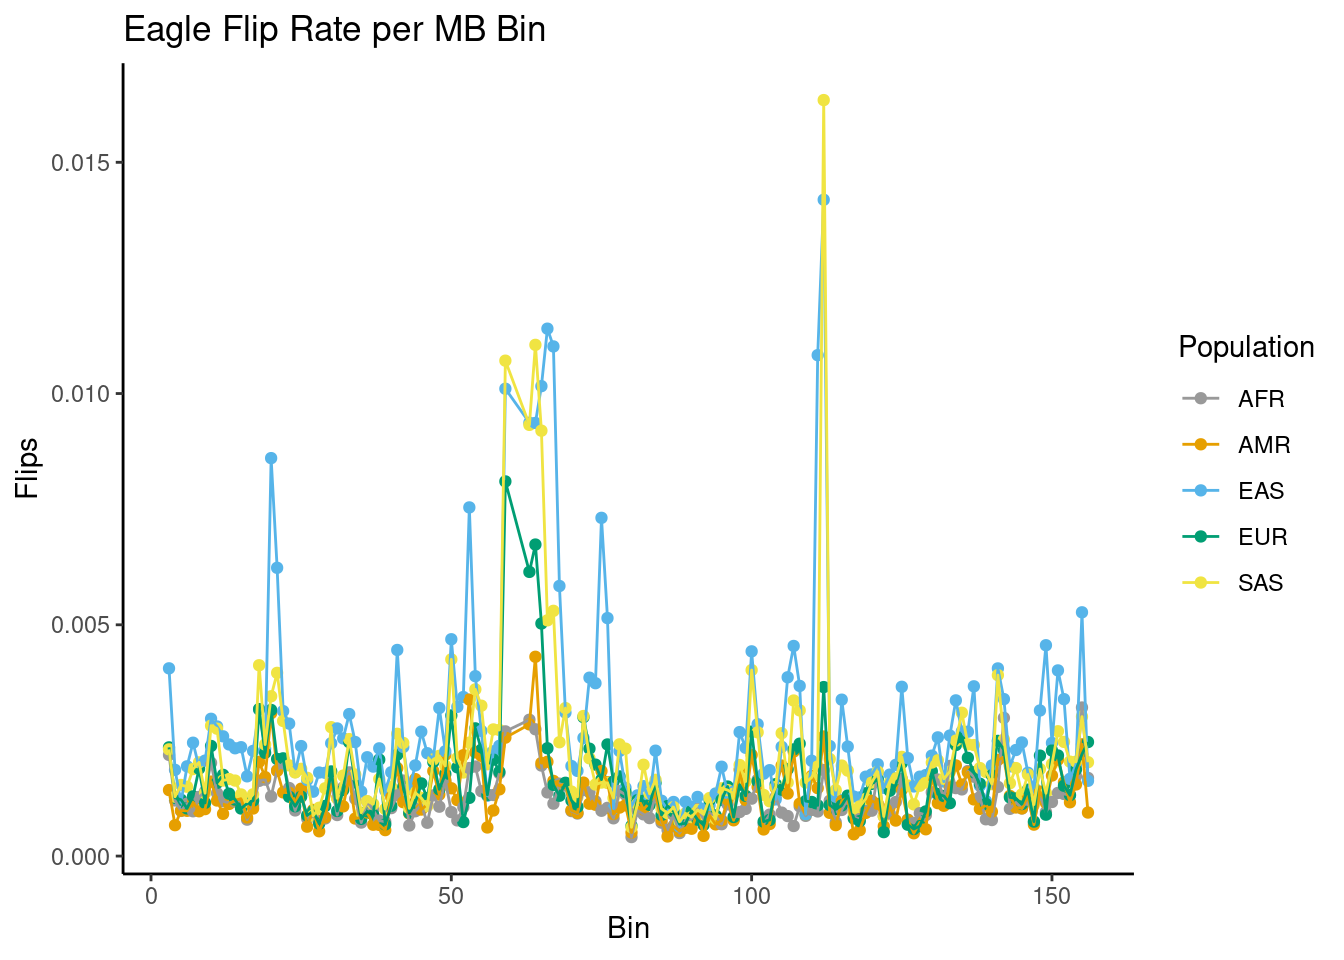 Eagle Flip Rate per MB Bin
Flips
0.015
0.010
0.005
0.000
0
50
100
150
Bin
Population
AFR
AMR
EAS
EUR
SAS